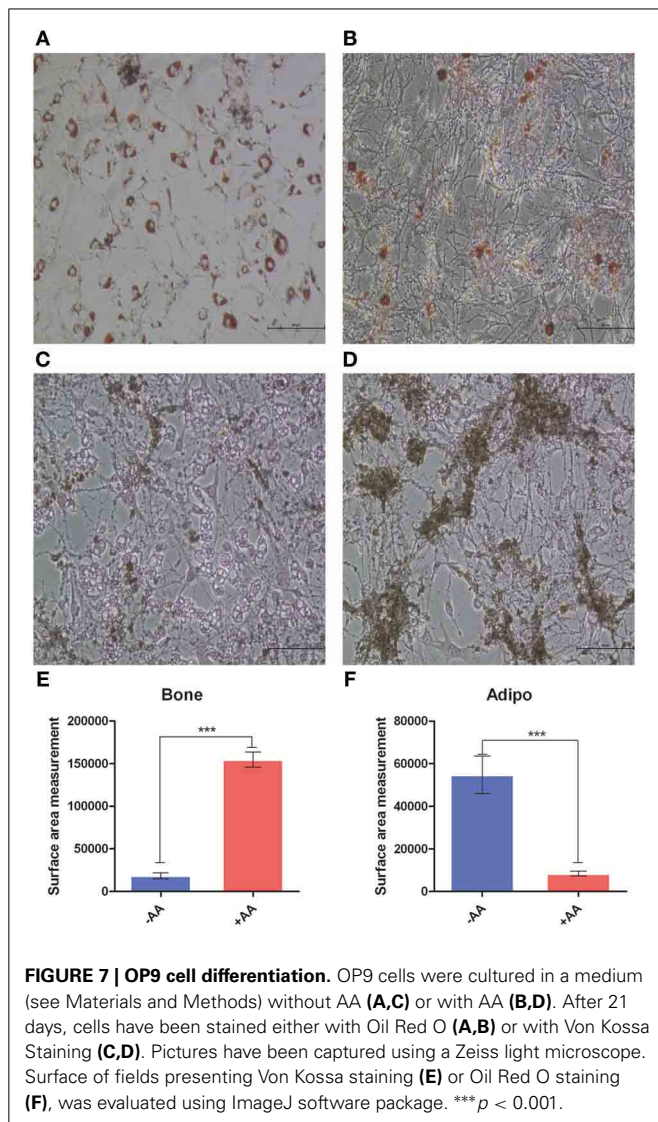 A
B
C
D
E
F
Bone
Adipo
Surface area measurement
200000
150000
100000
50000
0
-AA
+AA
***
Surface area measurement
80000
60000
40000
20000
0
-AA
+AA
***
FIGURE 7 | OP9 cell differentiation. OP9 cells were cultured in a medium
(see Materials and Methods) without AA (A,C) or with AA (B,D). After 21
days, cells have been stained either with Oil Red O (A,B) or with Von Kossa
Staining (C,D). Pictures have been captured using a Zeiss light microscope.
Surface of fields presenting Von Kossa staining (E) or Oil Red O staining
(F), was evaluated using ImageJ software package. ***p < 0.001.